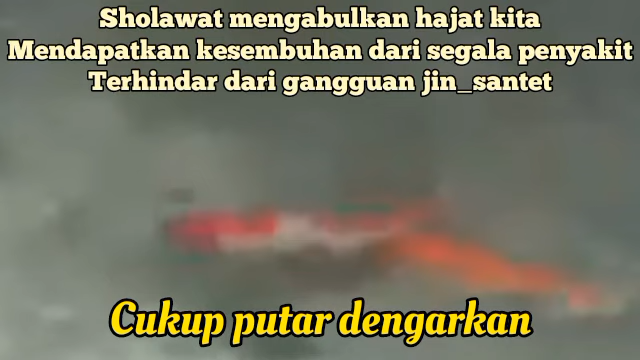 Sholawat mengabulkan hajat kita
Mendapatkan kesembuhan dari segala penyakit
Terhindar dari gangguan jin_santet
Cukup putar dengarkan